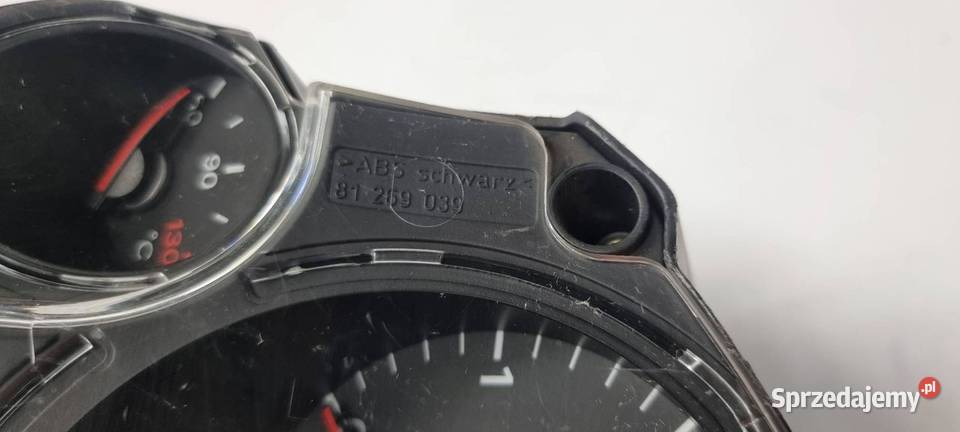 >ABS schwarz<
81 259 039
90
130
°C
1
Sprzedajemy.pl